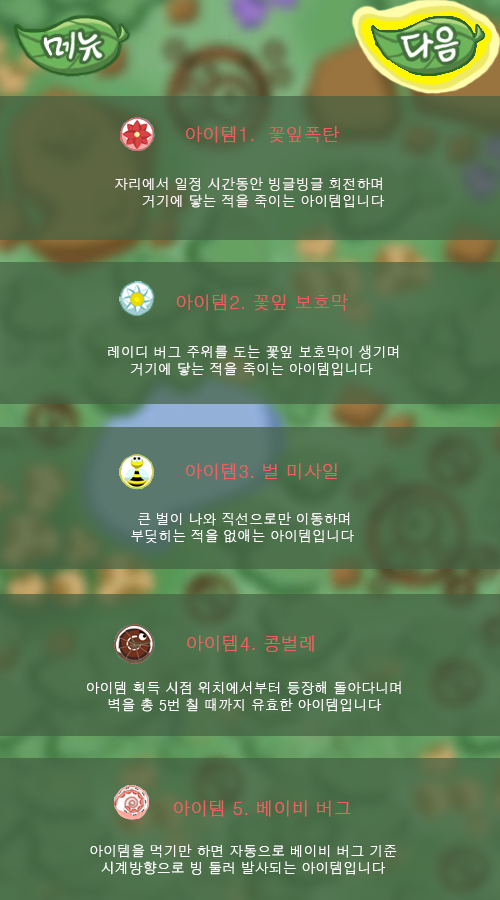 메뉴
다음
아이템1. 꽃잎폭탄
자리에서 일정 시간동안 빙글빙글 회전하며
거기에 닿는 적을 죽이는 아이템입니다
아이템2. 꽃잎 보호막
레이디 버그 주위를 도는 꽃잎 보호막이 생기며
거기에 닿는 적을 죽이는 아이템입니다
아이템3. 벌 미사일
큰 벌이 나와 직선으로만 이동하며
부딪히는 적을 없애는 아이템입니다
아이템4. 콩벌레
아이템 획득 시점 위치에서부터 등장해 돌아다니며
벽을 총 5번 칠 때까지 유효한 아이템입니다
아이템 5. 베이비 버그
아이템을 먹기만 하면 자동으로 베이비 버그 기준
시계방향으로 빙 둘러 발사되는 아이템입니다